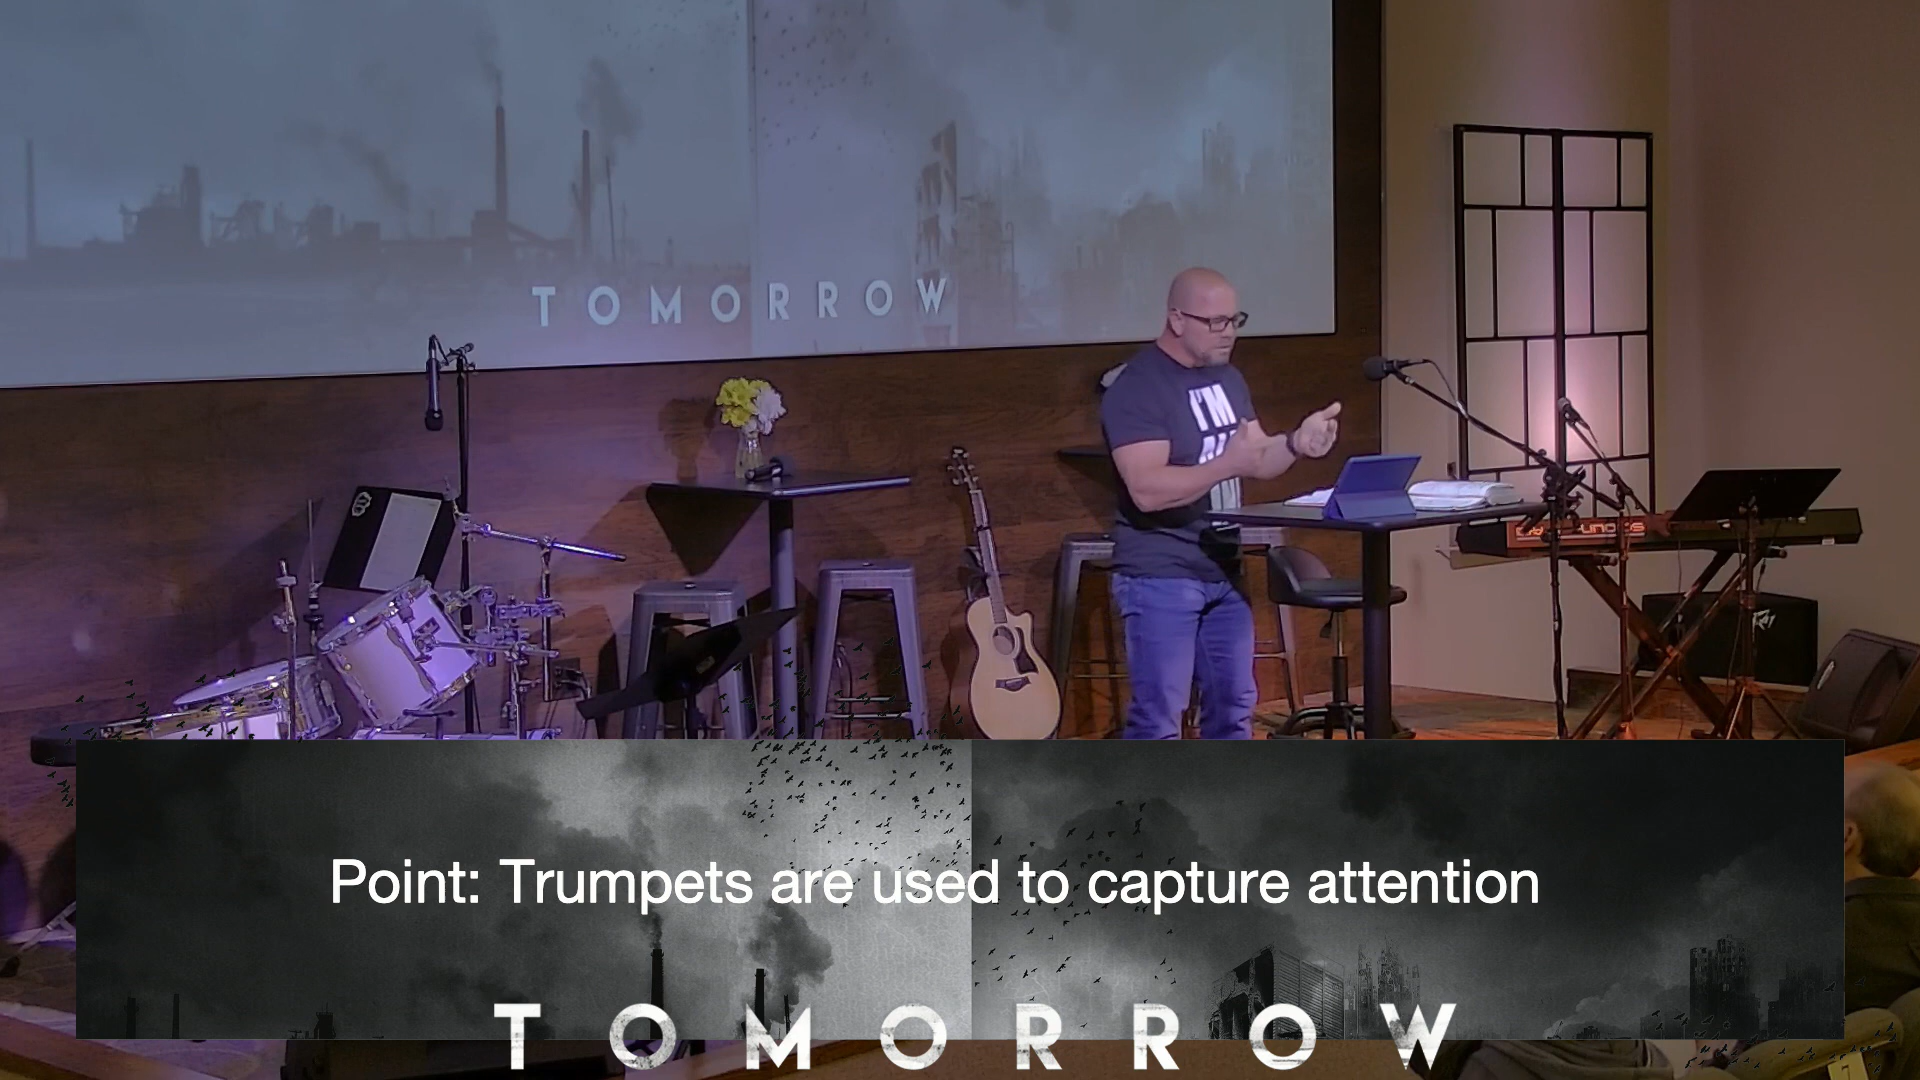 TOMORROW
I'M
Point: Trumpets are used to capture attention
TOMORROW